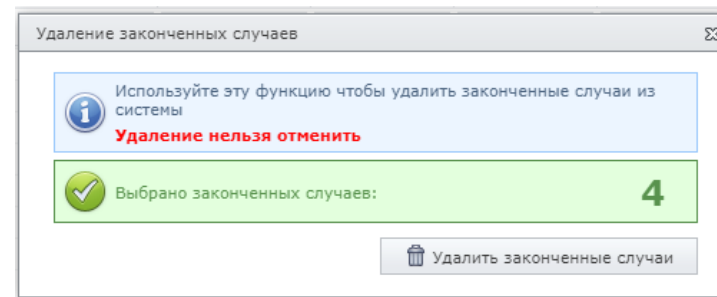 Удаление законченных случаев
Используйте эту функцию чтобы удалить законченные случаи из
системы
Удаление нельзя отменить
Выбрано законченных случаев: 4
Удалить законченные случаи